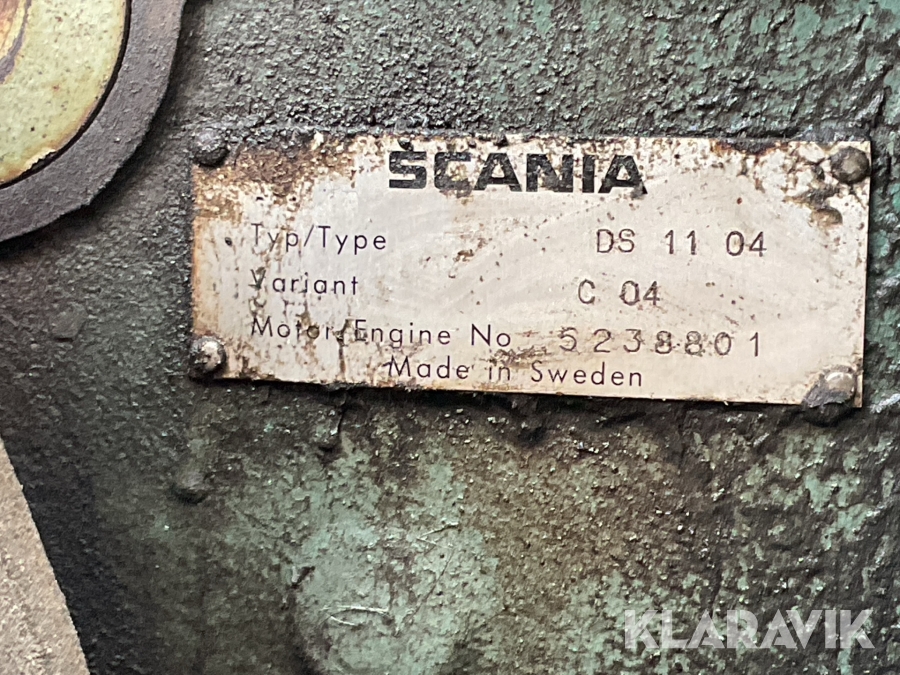 SCANIA
Typ/Type DS 11 04
Variant C 04
Motor/Engine No 5238801
Made in Sweden
KLARAVIK